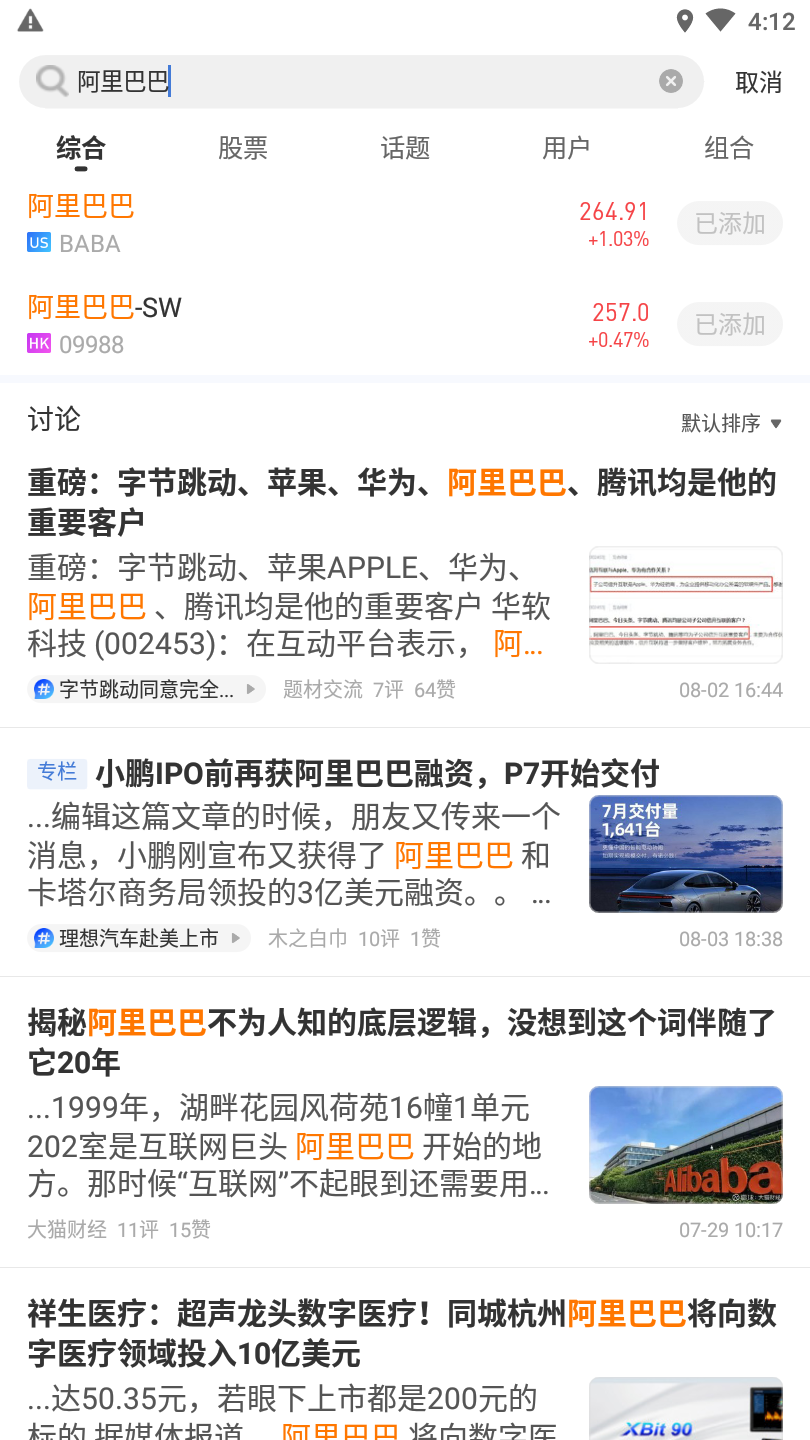 4:12
阿里巴巴
取消
综合 股票 话题 用户 组合
阿里巴巴 264.91 已添加
US BABA +1.03%
阿里巴巴-SW 257.0 已添加
HK 09988 +0.47%
讨论 默认排序
重磅：字节跳动、苹果、华为、阿里巴巴、腾讯均是他的
重要客户
重磅：字节跳动、苹果APPLE、华为、
阿里巴巴 、腾讯均是他的重要客户 华软
科技 (002453)：在互动平台表示， 阿...
# 字节跳动同意完全... 题材交流 7评 64赞 08-02 16:44
专栏 小鹏IPO前再获阿里巴巴融资，P7开始交付
...编辑这篇文章的时候，朋友又传来一个
消息，小鹏刚宣布又获得了 阿里巴巴 和
卡塔尔商务局领投的3亿美元融资。。 ...
7月交付量
1,641台
# 理想汽车赴美上市 木之白巾 10评 1赞 08-03 18:38
揭秘阿里巴巴不为人知的底层逻辑，没想到这个词伴随了
它20年
...1999年，湖畔花园风荷苑16幢1单元
202室是互联网巨头 阿里巴巴 开始的地
方。那时候“互联网”不起眼到还需要用...
Alibaba
大猫财经 11评 15赞 07-29 10:17
祥生医疗：超声龙头数字医疗！同城杭州阿里巴巴将向数
字医疗领域投入10亿美元
...达50.35元，若眼下上市都是200元的
标的,据媒体报道， 阿里巴巴 将向数字医
XBit 90